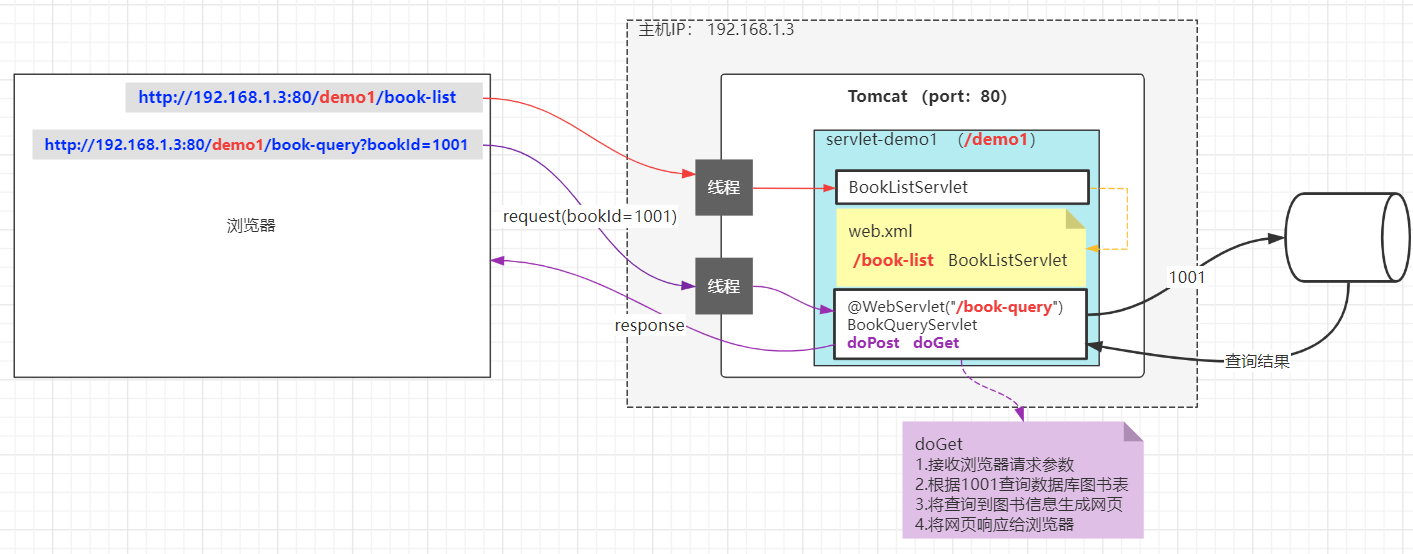 主机IP： 192.168.1.3
http://192.168.1.3:80/demo1/book-list
http://192.168.1.3:80/demo1/book-query?bookId=1001
浏览器
request(bookId=1001)
response
线程
线程
Tomcat （port：80）
servlet-demo1 （/demo1）
BookListServlet
web.xml
/book-list BookListServlet
@WebServlet("/book-query")
BookQueryServlet
doPost doGet
1001
查询结果
doGet
1.接收浏览器请求参数
2.根据1001查询数据库图书表
3.将查询到图书信息生成网页
4.将网页响应给浏览器